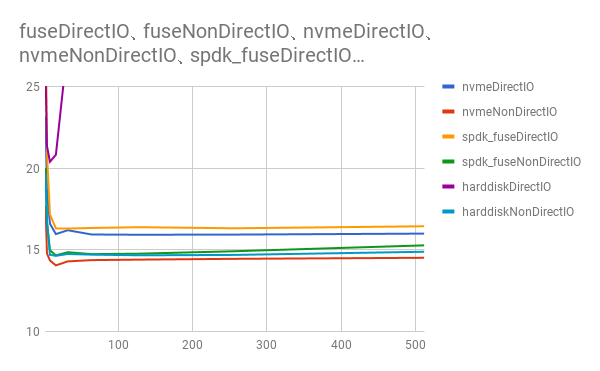 fuseDirectIO、fuseNonDirectIO、nvmeDirectIO、
nvmeNonDirectIO、spdk_fuseDirectIO…
25
20
15
10
100
200
300
400
500
nvmeDirectIO
nvmeNonDirectIO
spdk_fuseDirectIO
spdk_fuseNonDirectIO
harddiskDirectIO
harddiskNonDirectIO